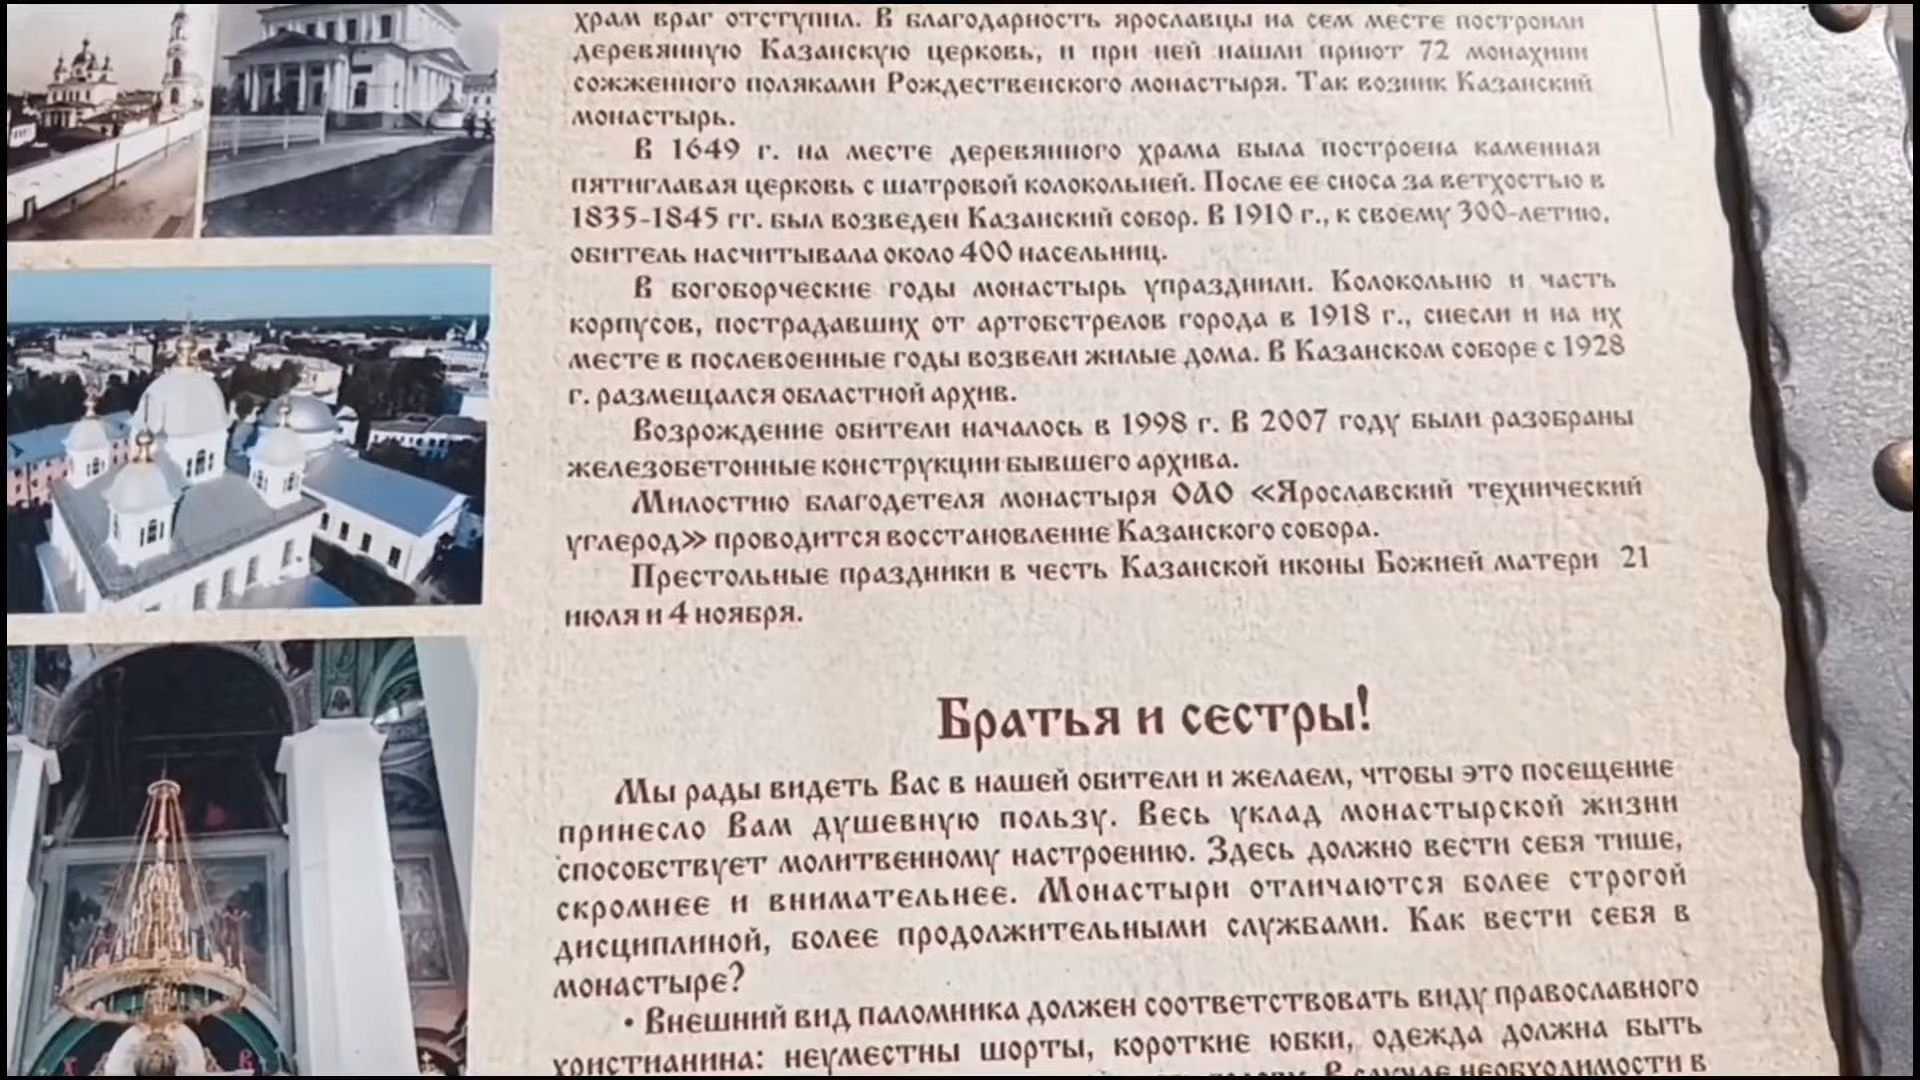 храм враг отступил. В благодарность ярославцы на сем месте построили
деревянную Казанскую церковь, и при ней нашли приют 72 монахини
сожженного поляками Рождественского монастыря. Так возник Казанский
монастырь.
В 1649 г. на месте деревянного храма была построена каменная
пятиглавая церковь с шатровой колокольней. После ее сноса за ветхостью в
1835-1845 гг. был возведен Казанский собор. В 1910 г., к своему 300-летию,
обитель насчитывала около 400 насельниц.
В богоборческие годы монастырь упразднили. Колокольню и часть
корпусов, пострадавших от артобстрелов города в 1918 г., снесли и на их
месте в послевоенные годы возвели жилые дома. В Казанском соборе с 1928
г. размещался областной архив.
Возрождение обители началось в 1998 г. В 2007 году были разобраны
железобетонные конструкции бывшего архива.
Милостию благодетеля монастыря ОАО «Ярославский технический
углерод» проводится восстановление Казанского собора.
Престольные праздники в честь Казанской иконы Божией матери 21
июля и 4 ноября.
Братья и сестры!
Мы рады видеть Вас в нашей обители и желаем, чтобы это посещение
принесло Вам душевную пользу. Весь уклад монастырской жизни
способствует молитвенному настроению. Здесь должно вести себя тише,
скромнее и внимательнее. Монастыри отличаются более строгой
дисциплиной, более продолжительными службами. Как вести себя в
монастыре?
• Внешний вид паломника должен соответствовать виду православного
христианина: неуместны шорты, короткие юбки, одежда должна быть
В случае необходимости в